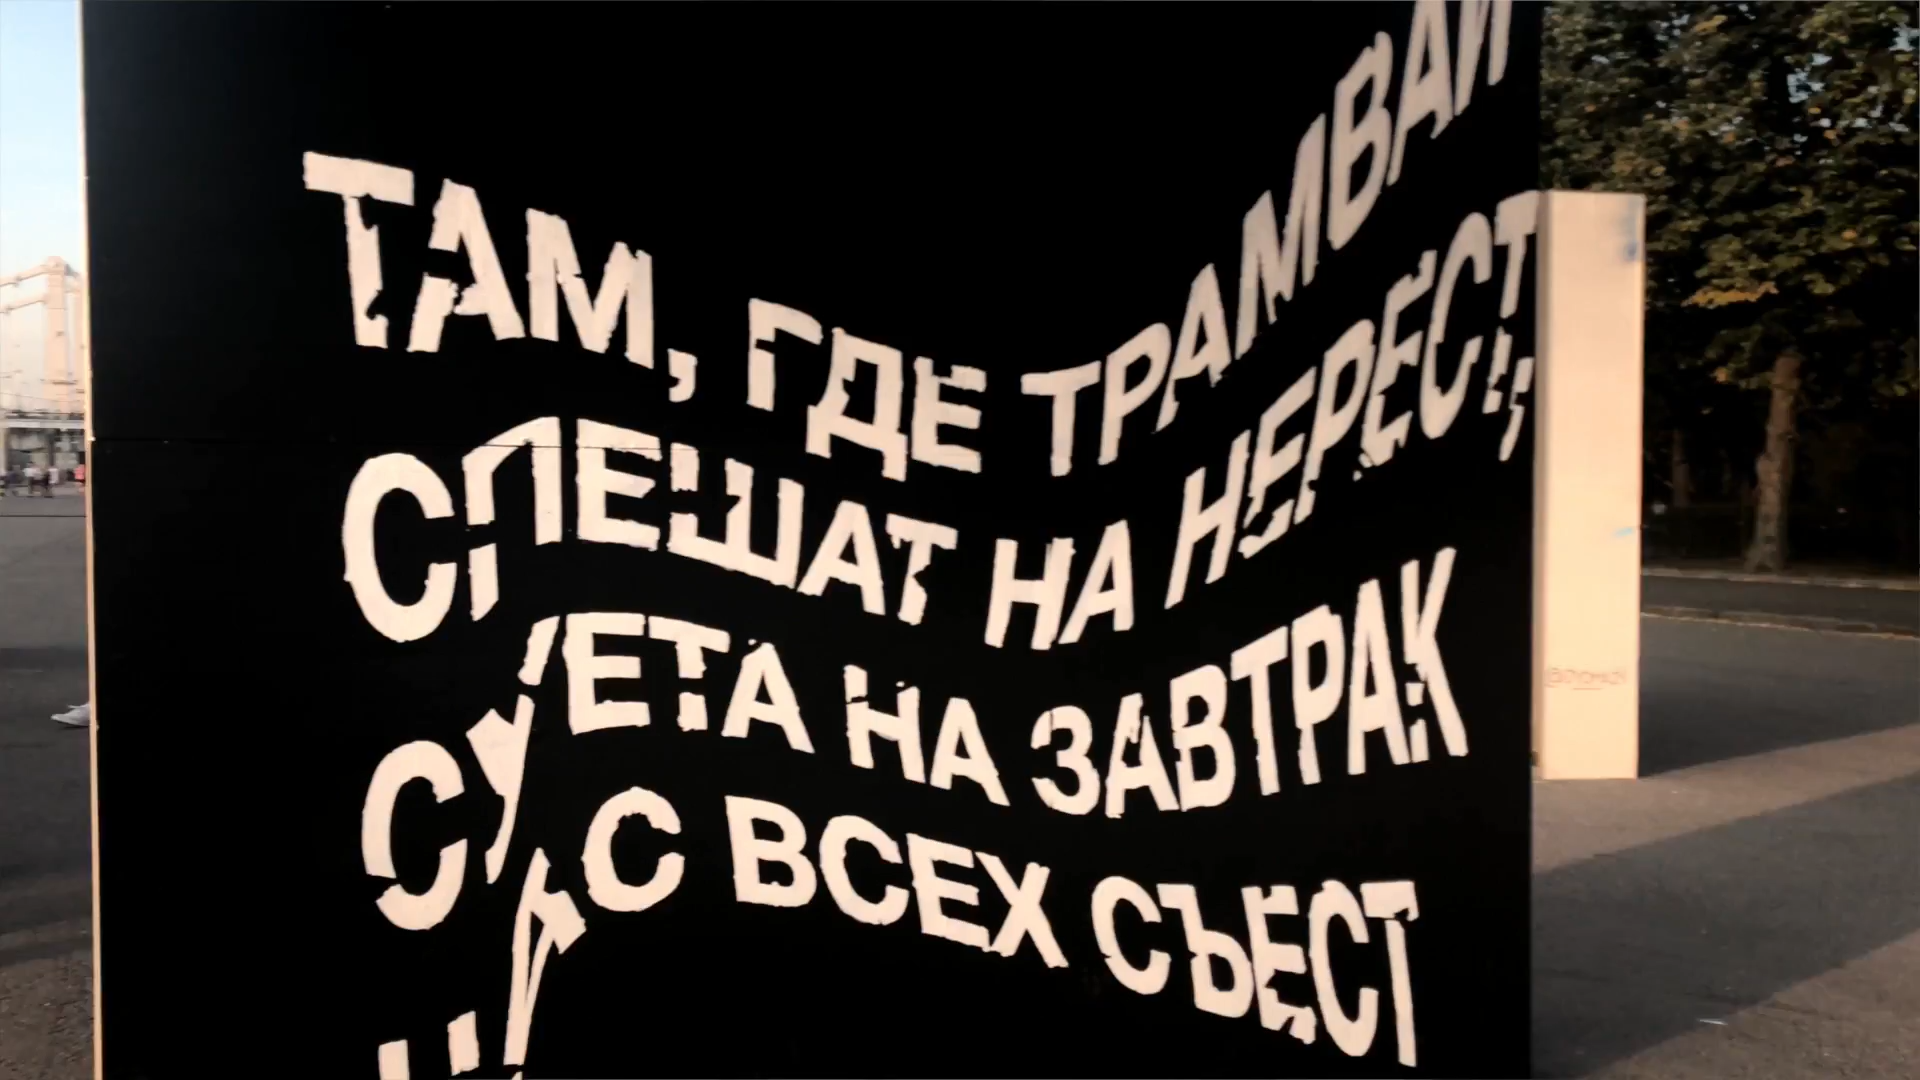 ТАМ, ГДЕ ТРАМВАИ
СПЕШАТ НА НЕРЕСТ,
СУЕТА НА ЗАВТРАК
С ВСЕХ СЪЕСТ